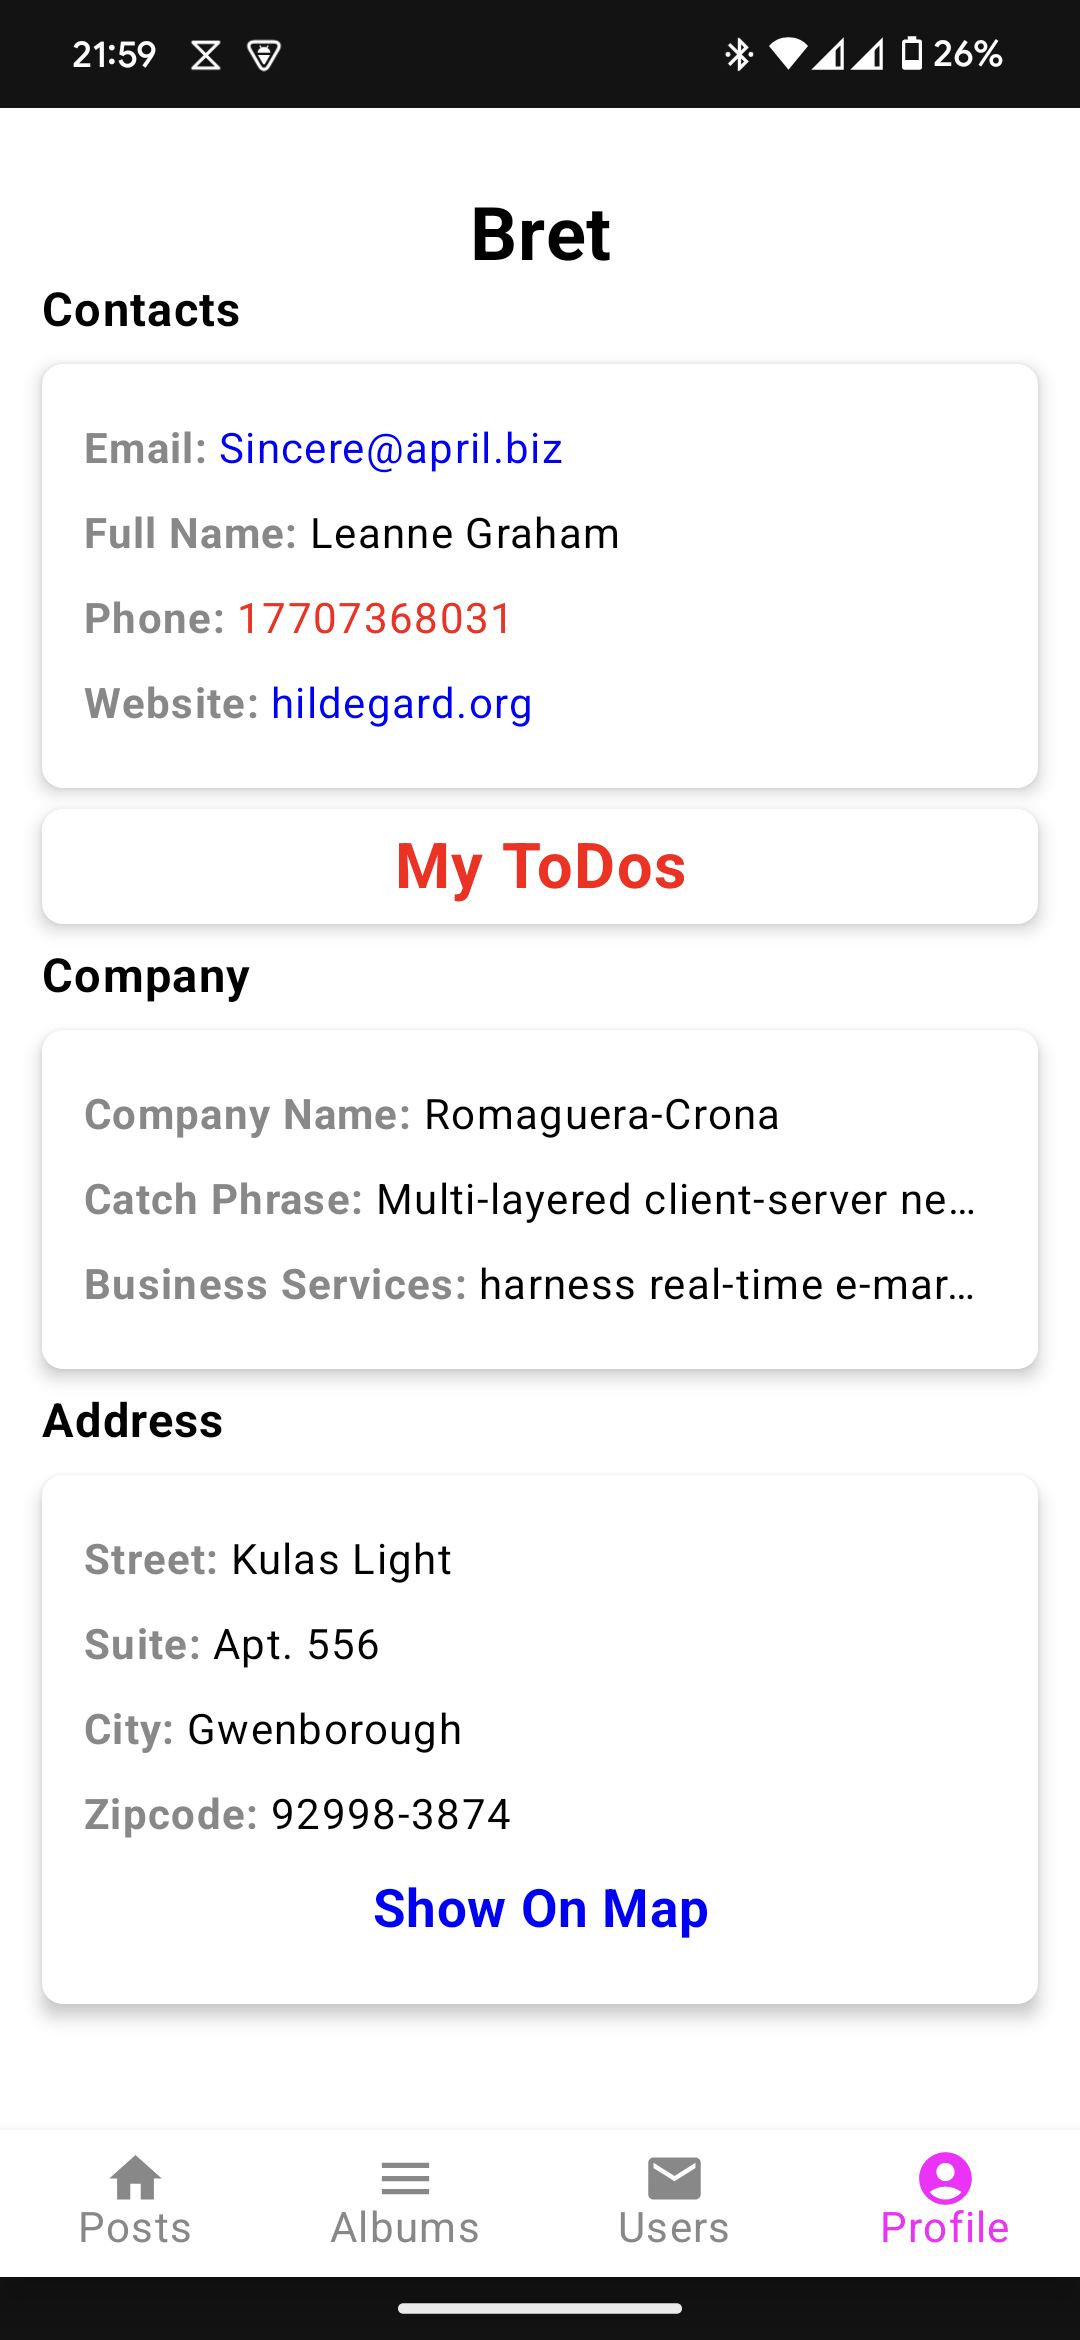 21:59 26%
Bret
Contacts
Email: Sincere@april.biz
Full Name: Leanne Graham
Phone: 17707368031
Website: hildegard.org
My ToDos
Company
Company Name: Romaguera-Crona
Catch Phrase: Multi-layered client-server ne…
Business Services: harness real-time e-mar…
Address
Street: Kulas Light
Suite: Apt. 556
City: Gwenborough
Zipcode: 92998-3874
Show On Map
Posts Albums Users Profile